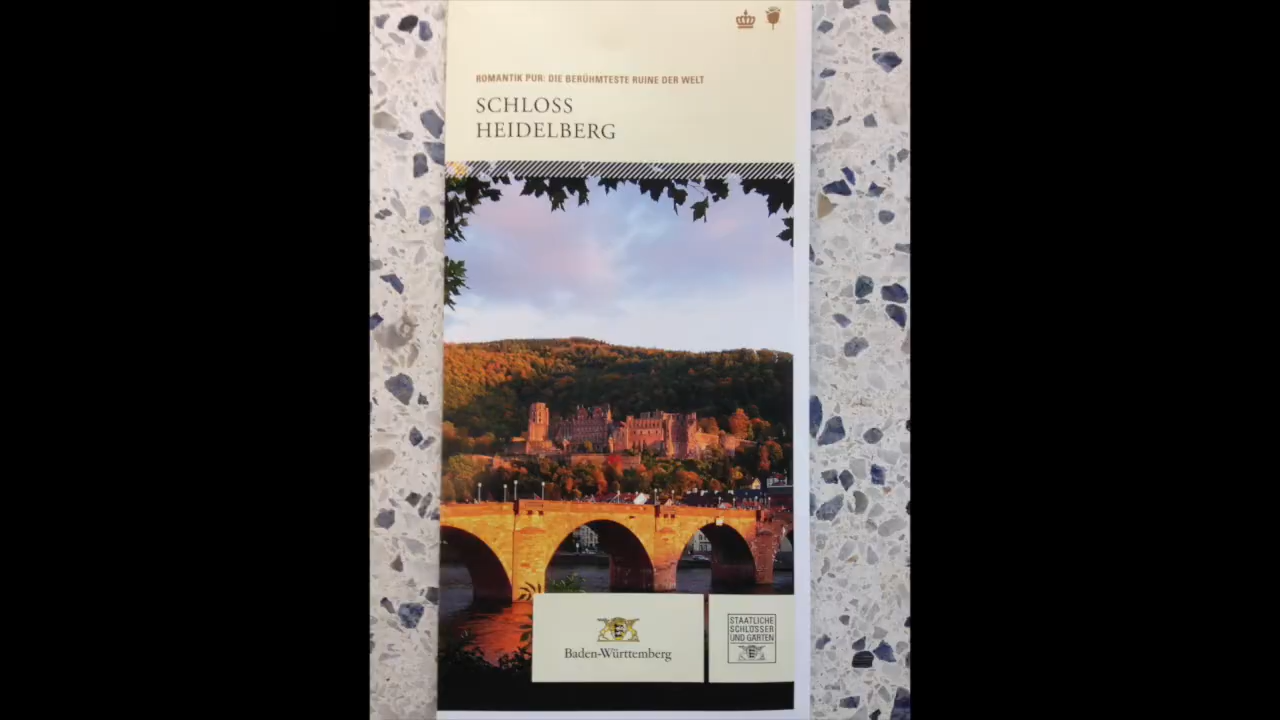 ROMANTIK PUR: DIE BERÜHMTESTE RUINE DER WELT
SCHLOSS
HEIDELBERG
Baden-Württemberg
STAATLICHE
SCHLÖSSER
UND GÄRTEN